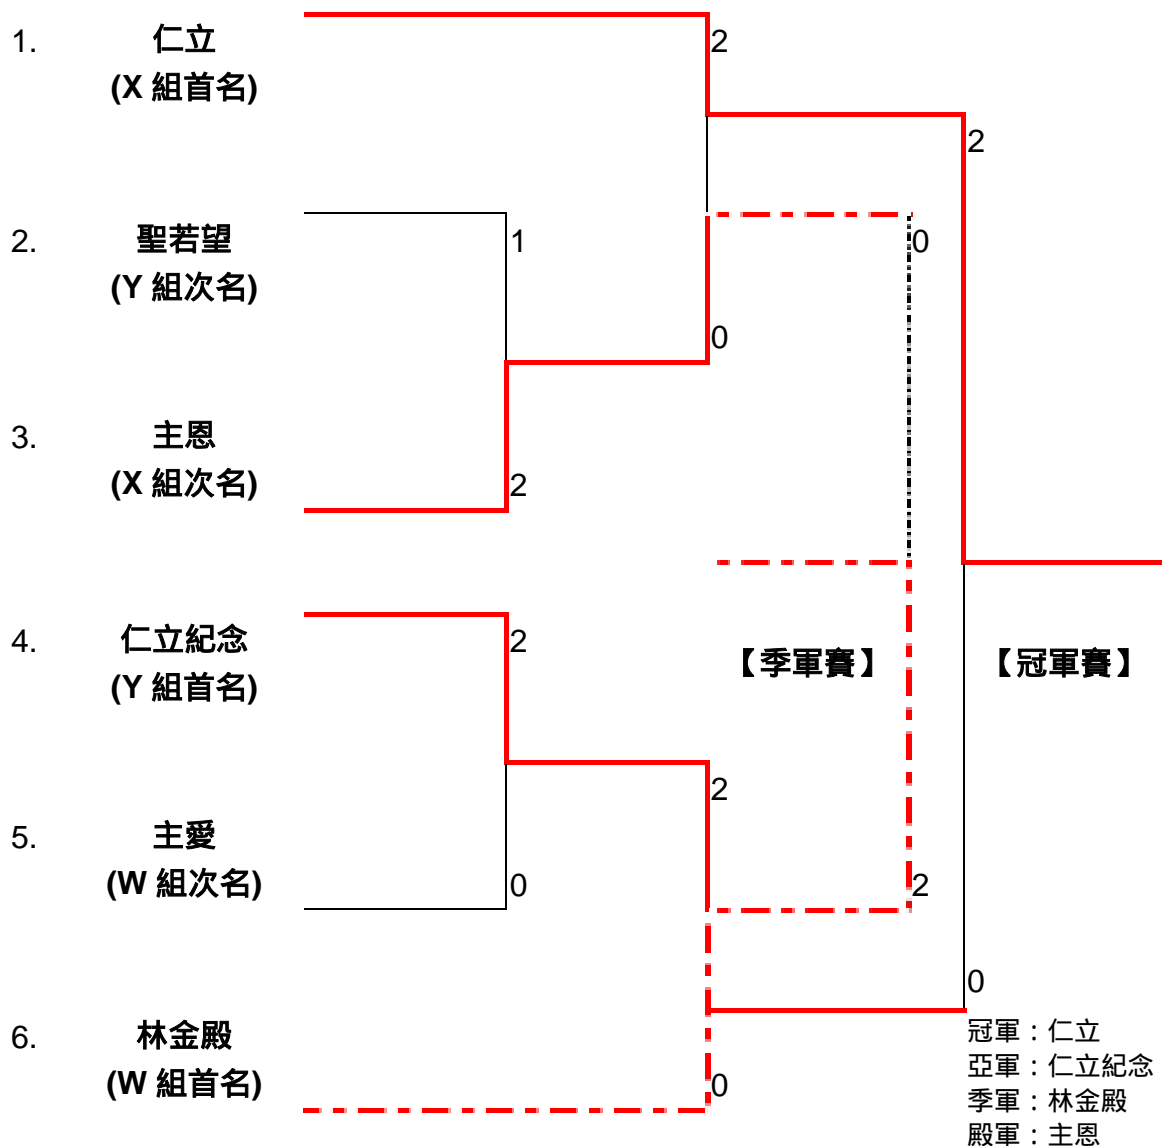 1. 仁立
(X 組首名)
2
2
2. 聖若望
(Y 組次名)
1
0
0
3. 主恩
(X 組次名)
2
4. 仁立紀念
(Y 組首名)
2
【季軍賽】
【冠軍賽】
2
5. 主愛
(W 組次名)
0
2
0
6. 林金殿
(W 組首名)
0
冠軍：仁立
亞軍：仁立紀念
季軍：林金殿
殿軍：主恩